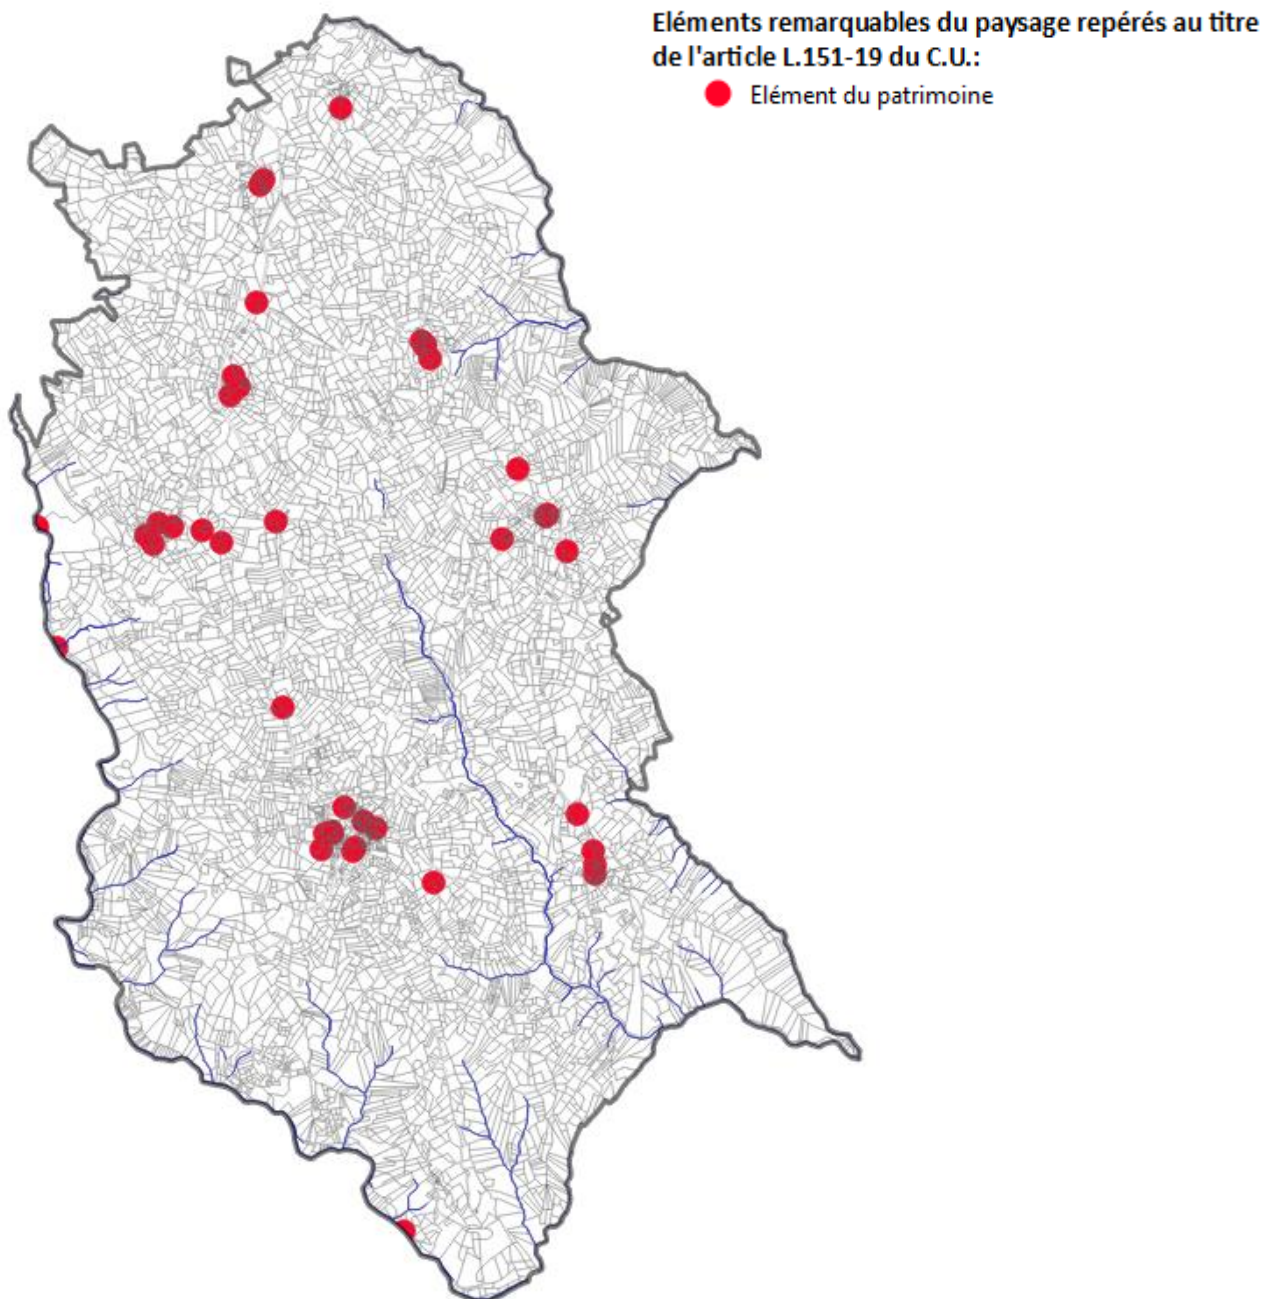 Eléments remarquables du paysage repérés au titre
de l'article L.151-19 du C.U.:
Elément du patrimoine